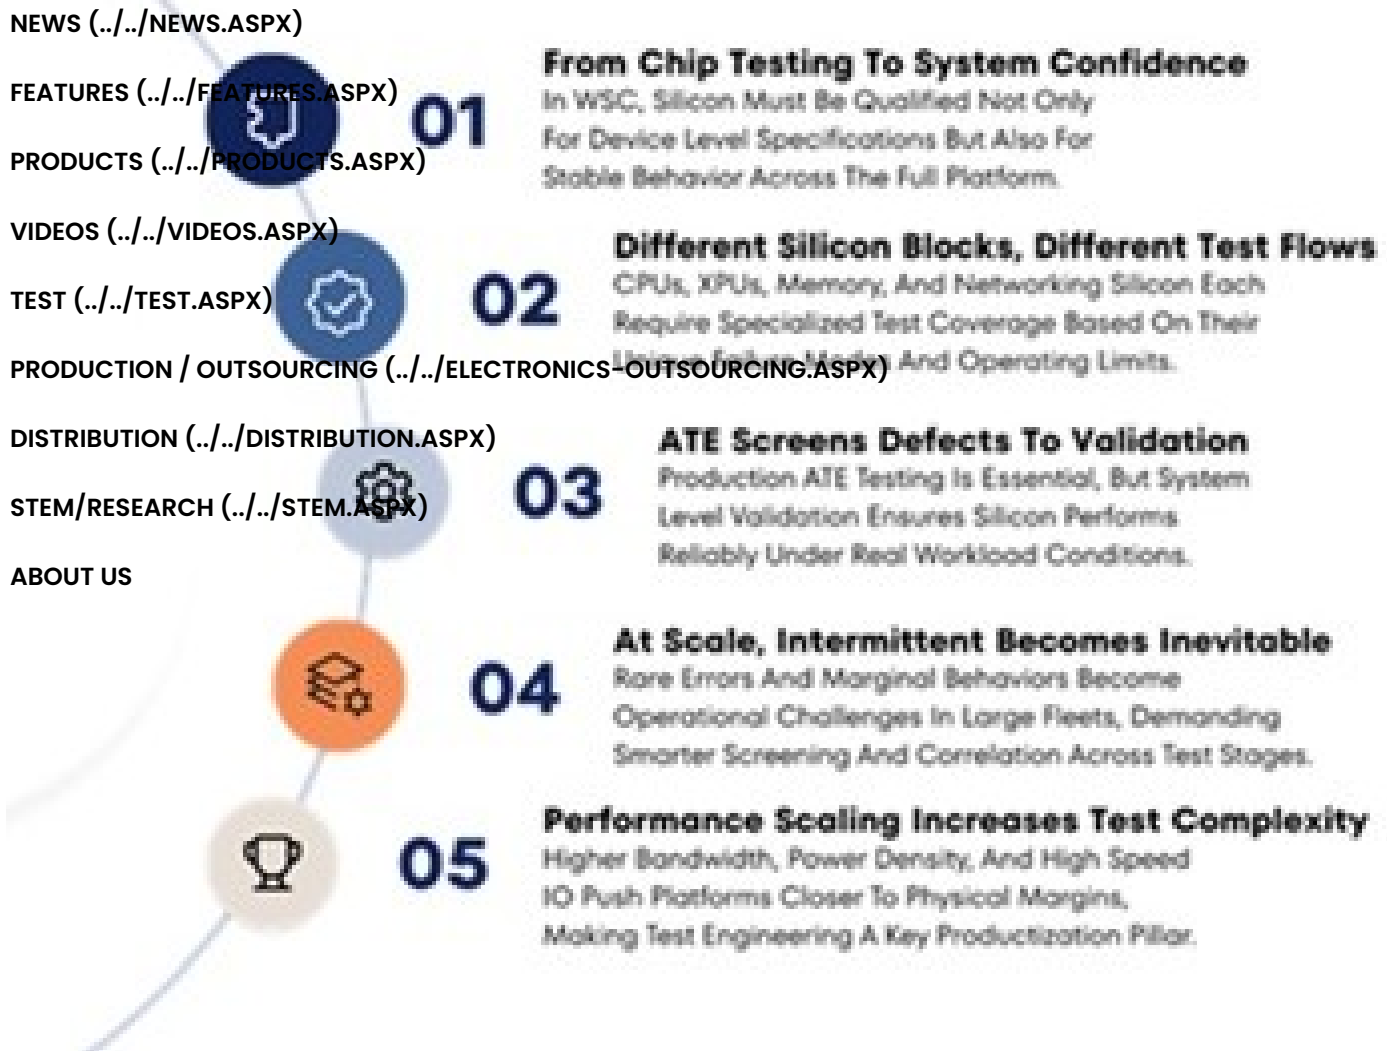 NEWS (../../NEWS.ASPX)
FEATURES (../../FEATURES.ASPX)
PRODUCTS (../../PRODUCTS.ASPX)
VIDEOS (../../VIDEOS.ASPX)
TEST (../../TEST.ASPX)
PRODUCTION / OUTSOURCING (../../ELECTRONICS-OUTSOURCING.ASPX)
DISTRIBUTION (../../DISTRIBUTION.ASPX)
STEM/RESEARCH (../../STEM.ASPX)
ABOUT US
01
From Chip Testing To System Confidence
In WSC, Silicon Must Be Qualified Not Only
For Device Level Specifications But Also For
Stable Behavior Across The Full Platform.
02
Different Silicon Blocks, Different Test Flows
CPUs, XPUs, Memory, And Networking Silicon Each
Require Specialized Test Coverage Based On Their
Unique Failure Modes And Operating Limits.
03
ATE Screens Defects To Validation
Production ATE Testing Is Essential, But System
Level Validation Ensures Silicon Performs
Reliably Under Real Workload Conditions.
04
At Scale, Intermittent Becomes Inevitable
Rare Errors And Marginal Behaviors Become
Operational Challenges In Large Fleets, Demanding
Smarter Screening And Correlation Across Test Stages.
05
Performance Scaling Increases Test Complexity
Higher Bandwidth, Power Density, And High Speed
IO Push Platforms Closer To Physical Margins,
Making Test Engineering A Key Productization Pillar.